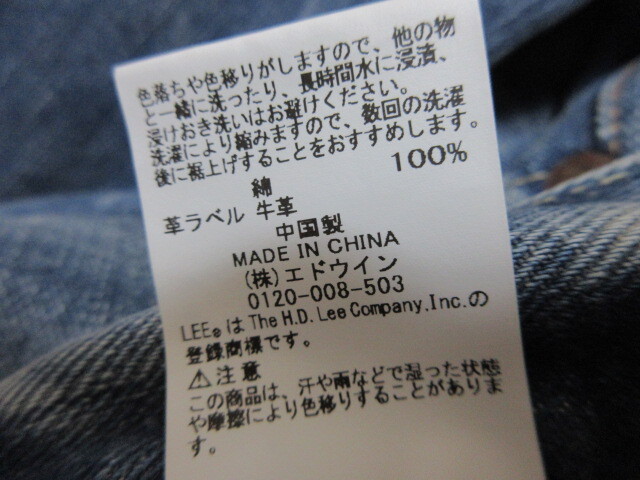 色落ちや色移りがしますので、他の物
と一緒に洗ったり、長時間水に浸漬、
浸けおき洗いはお避けください。
洗濯により縮みますので、数回の洗濯
後に裾上げすることをおすすめします。
綿 100%
革ラベル 牛革
中国製
MADE IN CHINA
(株)エドウイン
0120-008-503
LEE®はThe H.D. Lee Company,Inc.の
登録商標です。
⚠注意
この商品は、汗や雨などで湿った状態
や摩擦により色移りすることがありま
す。